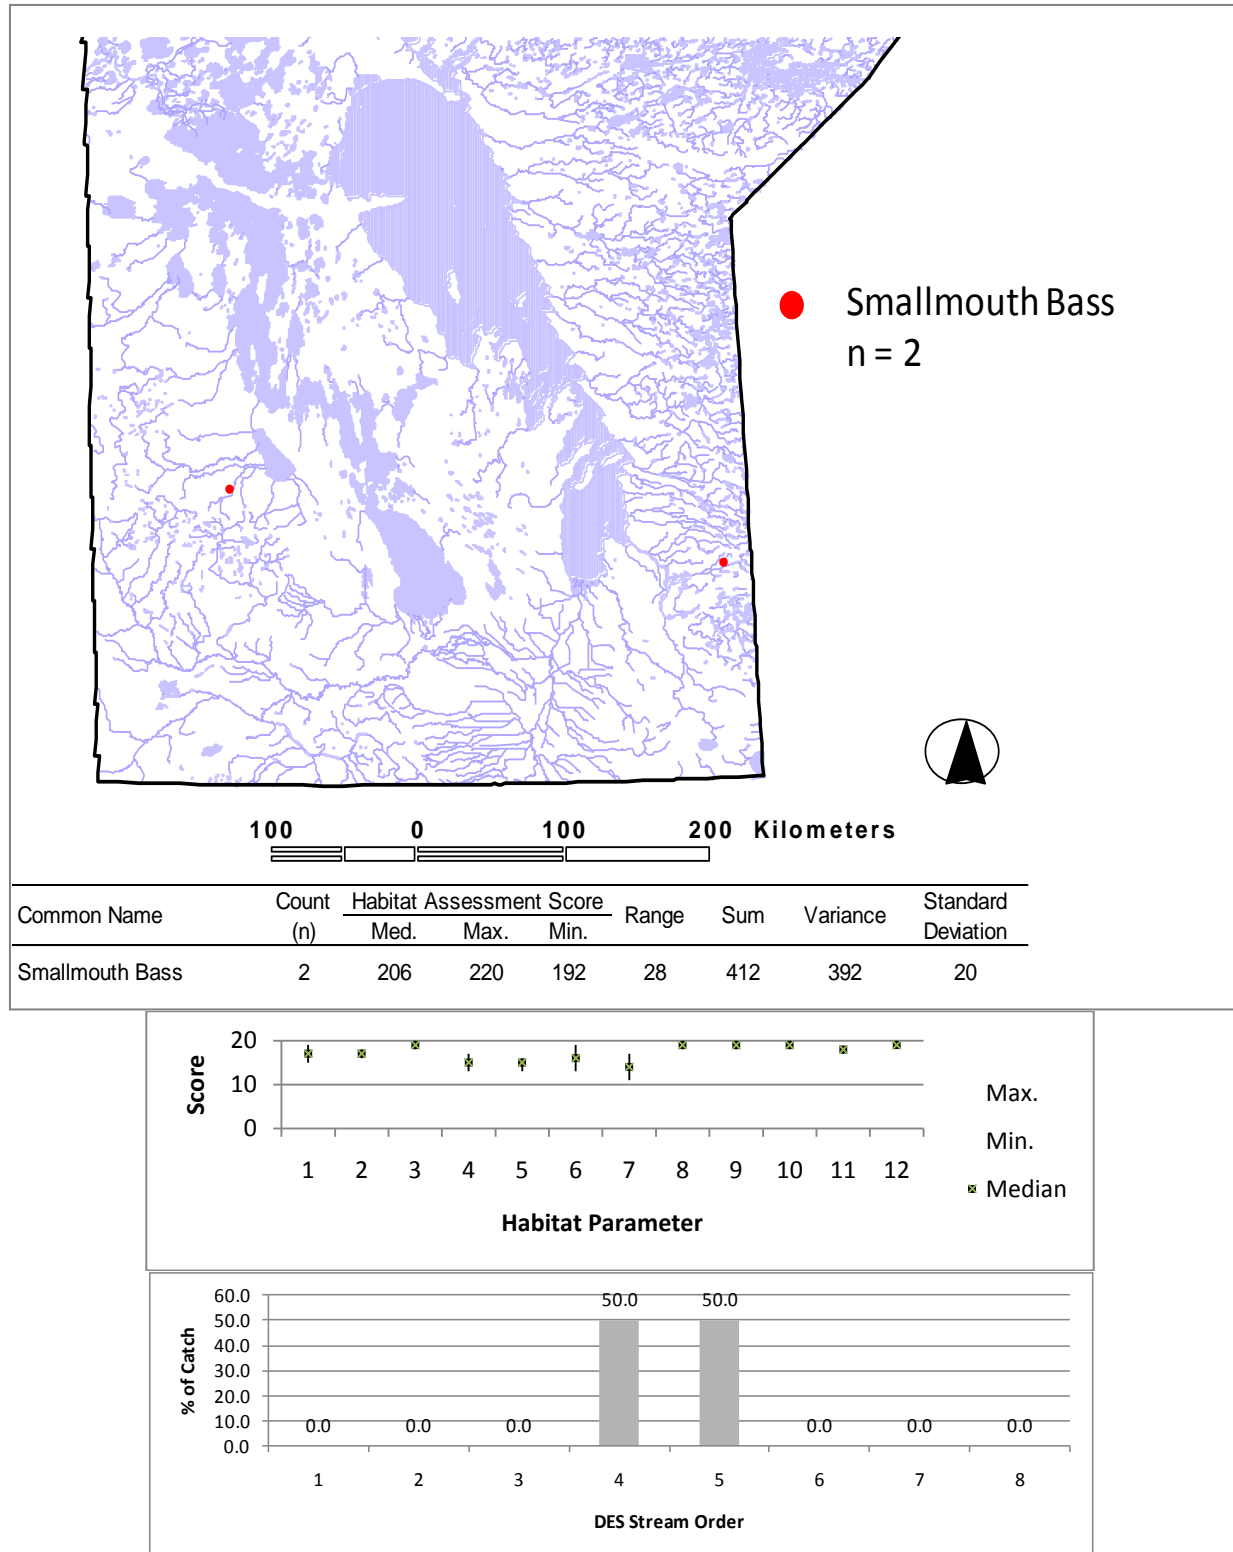 Smallmouth Bass
n = 2
100 0 100 200 Kilometers
Common Name Count (n) Habitat Assessment Score Range Sum Variance Standard Deviation
Med. Max. Min.
Smallmouth Bass 2 206 220 192 28 412 392 20
20
10
0
Score
1 2 3 4 5 6 7 8 9 10 11 12
Habitat Parameter
Max.
Min.
Median
60.0
50.0
40.0
30.0
20.0
10.0
0.0
% of Catch
0.0 0.0 0.0 50.0 50.0 0.0 0.0 0.0
1 2 3 4 5 6 7 8
DES Stream Order